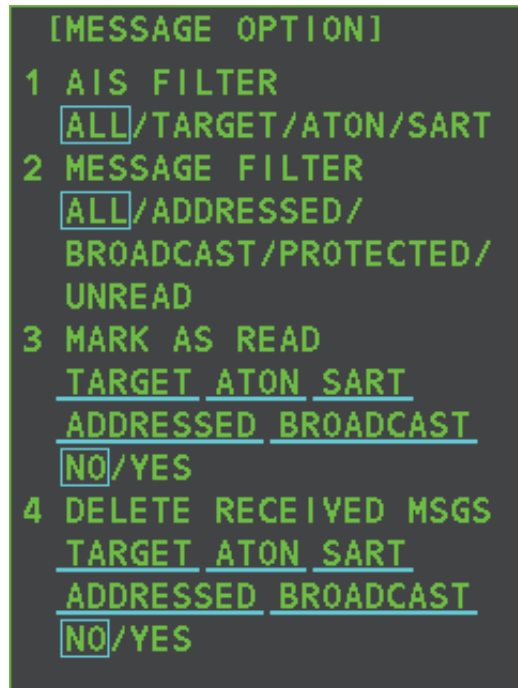 [MESSAGE OPTION]
1 AIS FILTER
ALL/TARGET/ATON/SART
2 MESSAGE FILTER
ALL/ADDRESSED/
BROADCAST/PROTECTED/
UNREAD
3 MARK AS READ
TARGET ATON SART
ADDRESSED BROADCAST
NO/YES
4 DELETE RECEIVED MSGS
TARGET ATON SART
ADDRESSED BROADCAST
NO/YES